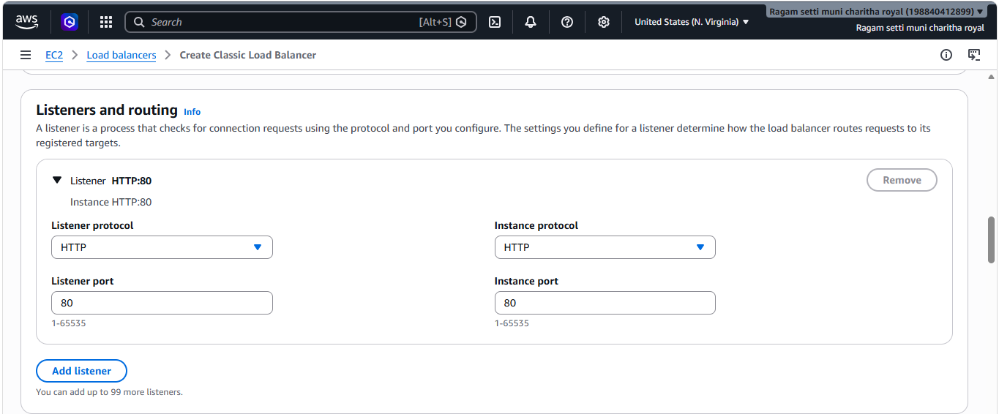 aws
Search [Alt+S]
United States (N. Virginia)
Ragam setti muni charitha royal (198840412899)
Ragam setti muni charitha royal
EC2 Load balancers Create Classic Load Balancer
Listeners and routing Info
A listener is a process that checks for connection requests using the protocol and port you configure. The settings you define for a listener determine how the load balancer routes requests to its
registered targets.
Listener HTTP:80
Remove
Instance HTTP:80
Listener protocol
Instance protocol
HTTP
HTTP
Listener port
Instance port
80
80
1-65535
1-65535
Add listener
You can add up to 99 more listeners.